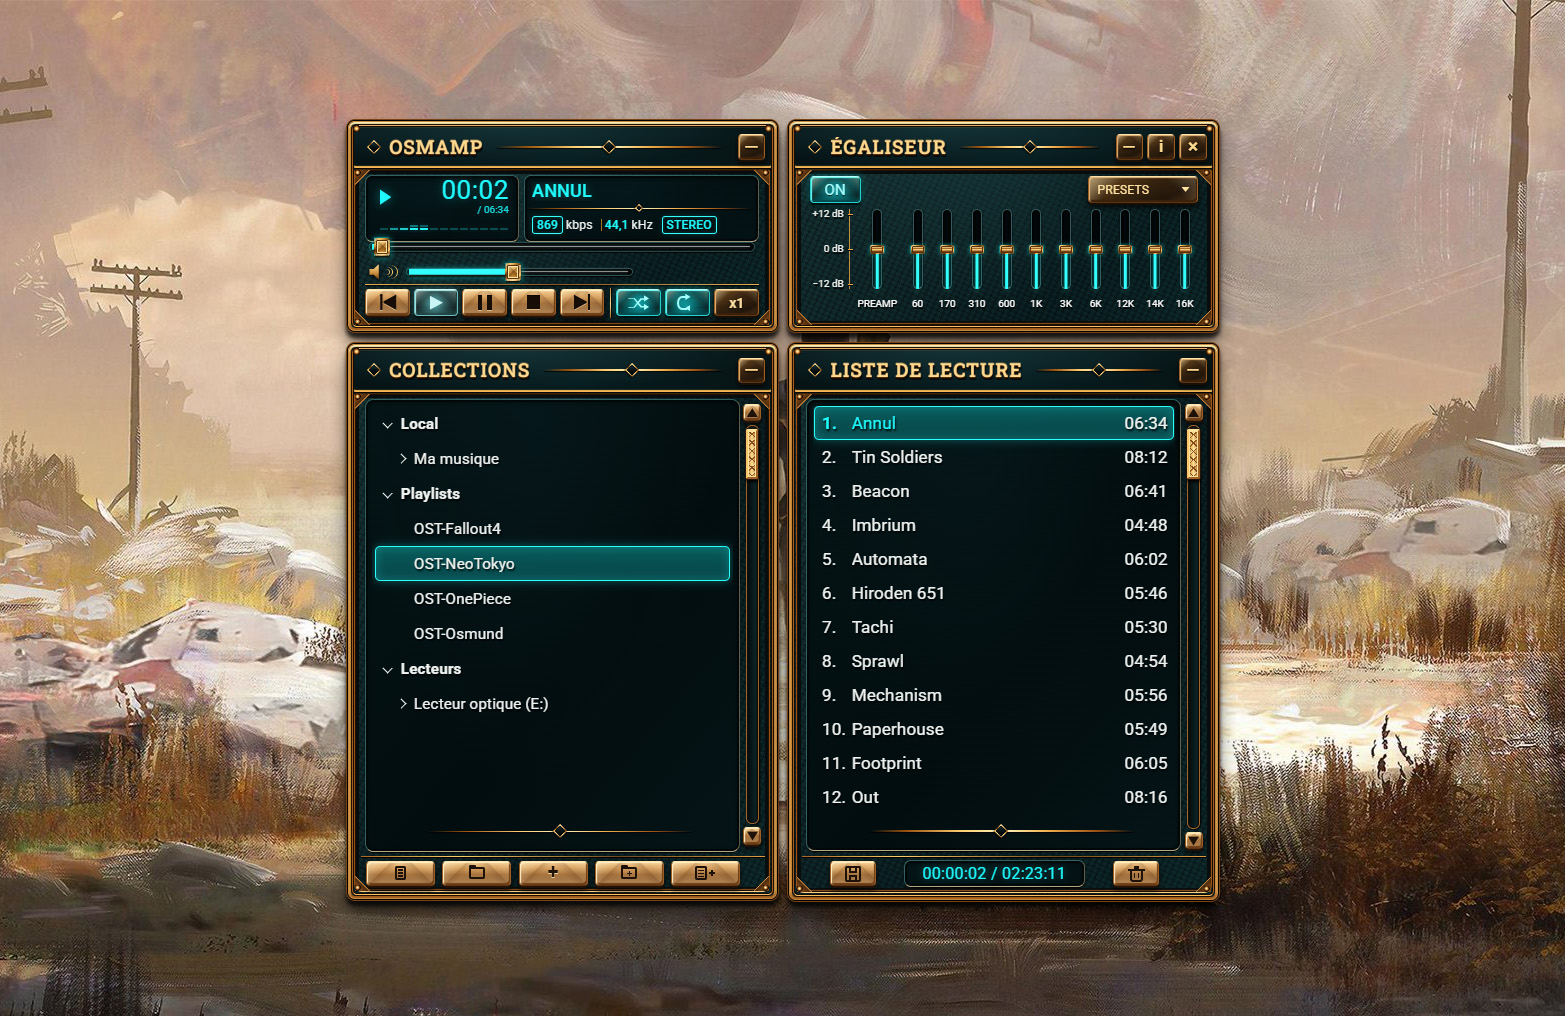 OSMAMP
00:02
/ 06:34
ANNUL
869 kbps 44,1 kHz STEREO
x1
ÉGALISEUR
i
ON
PRESETS
+12 dB
0 dB
−12 dB
PREAMP 60 170 310 600 1K 3K 6K 12K 14K 16K
COLLECTIONS
Local
Ma musique
Playlists
OST-Fallout4
OST-NeoTokyo
OST-OnePiece
OST-Osmund
Lecteurs
Lecteur optique (E:)
LISTE DE LECTURE
1. Annul 06:34
2. Tin Soldiers 08:12
3. Beacon 06:41
4. Imbrium 04:48
5. Automata 06:02
6. Hiroden 651 05:46
7. Tachi 05:30
8. Sprawl 04:54
9. Mechanism 05:56
10. Paperhouse 05:49
11. Footprint 06:05
12. Out 08:16
00:00:02 / 02:23:11